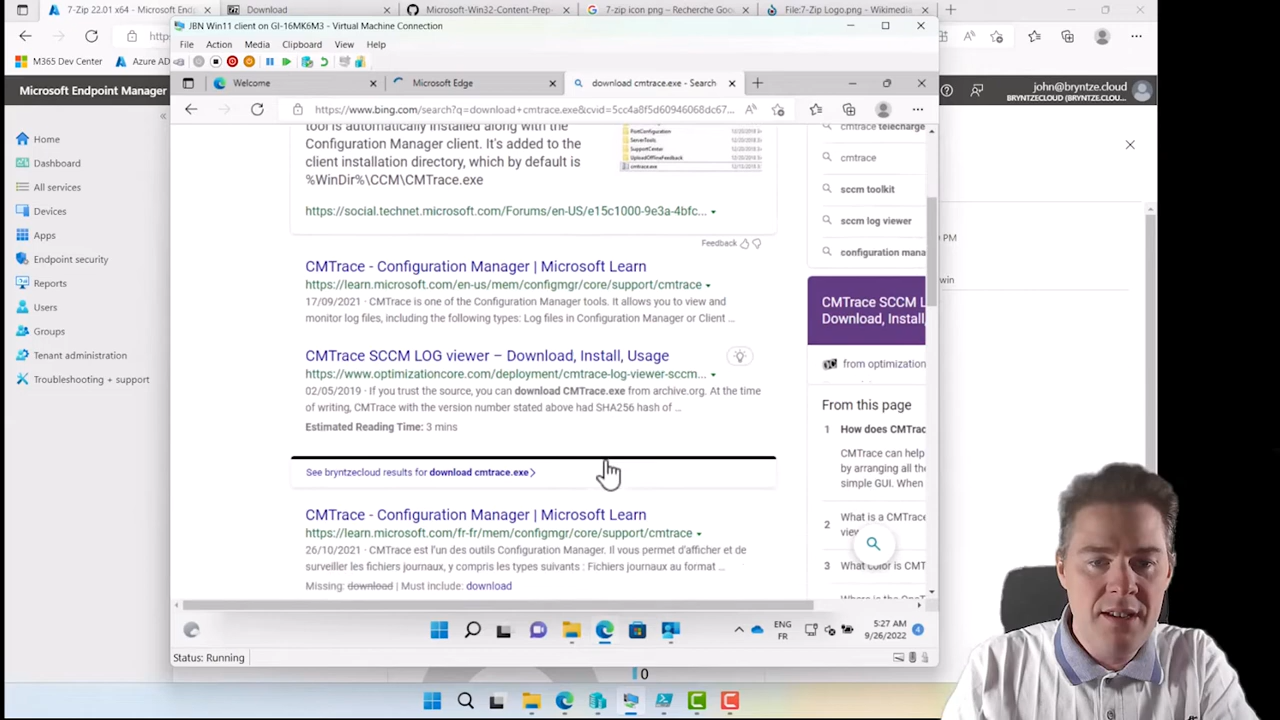 7-Zip 22.01 x64 - Microsoft Endp
Download
Microsoft-Win32-Content-Prep-
7-zip icon png - Recherche Goo
File:7-Zip Logo.png - Wikimedia
JBN Win11 client on GI-16MK6M3 - Virtual Machine Connection
File Action Media Clipboard View Help
M365 Dev Center
Azure AD
Welcome
Microsoft Edge
download cmtrace.exe - Search
https://www.bing.com/search?q=download+cmtrace.exe&cvid=5cc4a8f5d60946068dc67...
Microsoft Endpoint Manager
john@bryntze.cloud
BRYNTZECLOUD (BRYNTZE.CLOU...
Home
Dashboard
All services
Devices
Apps
Endpoint security
Reports
Users
Groups
Tenant administration
Troubleshooting + support
tool is automatically installed along with the
Configuration Manager client. It's added to the
client installation directory, which by default is
%WinDir%\CCM\CMTrace.exe
PortConfiguration
ServerTools
SupportCenter
UploadOfflineFeedback
cmtrace.exe
https://social.technet.microsoft.com/Forums/en-US/e15c1000-9e3a-4bfc...
Feedback
CMTrace - Configuration Manager | Microsoft Learn
https://learn.microsoft.com/en-us/mem/configmgr/core/support/cmtrace
17/09/2021 · CMTrace is one of the Configuration Manager tools. It allows you to view and
monitor log files, including the following types: Log files in Configuration Manager or Client ...
CMTrace SCCM LOG viewer – Download, Install, Usage
https://www.optimizationcore.com/deployment/cmtrace-log-viewer-sccm...
02/05/2019 · If you trust the source, you can download CMTrace.exe from archive.org. At the time
of writing, CMTrace with the version number stated above had SHA256 hash of ...
Estimated Reading Time: 3 mins
See bryntzecloud results for download cmtrace.exe
CMTrace - Configuration Manager | Microsoft Learn
https://learn.microsoft.com/fr-fr/mem/configmgr/core/support/cmtrace
26/10/2021 · CMTrace est l'un des outils Configuration Manager. Il vous permet d'afficher et de
surveiller les fichiers journaux, y compris les types suivants : Fichiers journaux au format ...
Missing: download | Must include: download
cmtrace telecharge
cmtrace
sccm toolkit
sccm log viewer
configuration mana
CMTrace SCCM L
Download, Install,
from optimization
From this page
1 How does CMTrac
CMTrace can help
by arranging all the
simple GUI. When
2 What is a CMTrace
view
3 What color is CMT
PM
win
ENG
FR
5:27 AM
9/26/2022
4
Status: Running
0